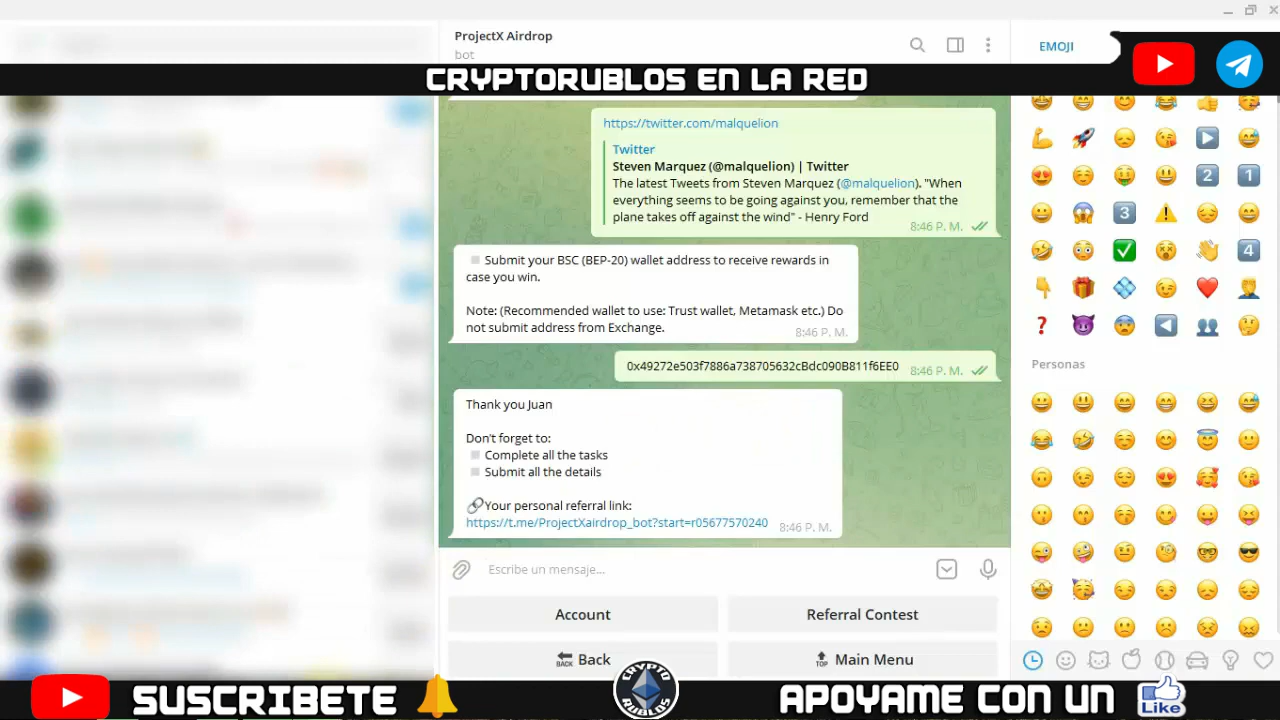 ProjectX Airdrop
bot
EMOJI
CRYPTORUBLOS EN LA RED
https://twitter.com/malquelion
Twitter
Steven Marquez (@malquelion) | Twitter
The latest Tweets from Steven Marquez (@malquelion). "When
everything seems to be going against you, remember that the
plane takes off against the wind" - Henry Ford
8:46 P. M.
Submit your BSC (BEP-20) wallet address to receive rewards in
case you win.
Note: (Recommended wallet to use: Trust wallet, Metamask etc.) Do
not submit address from Exchange.
8:46 P. M.
0x49272e503f7886a738705632cBdc090B811f6EE0
8:46 P. M.
Thank you Juan
Don't forget to:
Complete all the tasks
Submit all the details
Your personal referral link:
https://t.me/ProjectXairdrop_bot?start=r05677570240
8:46 P. M.
Personas
Escribe un mensaje...
Account
Referral Contest
BACK Back
TOP Main Menu
SUSCRIBETE
CRYPTO
RUBLOS
APOYAME CON UN
Like